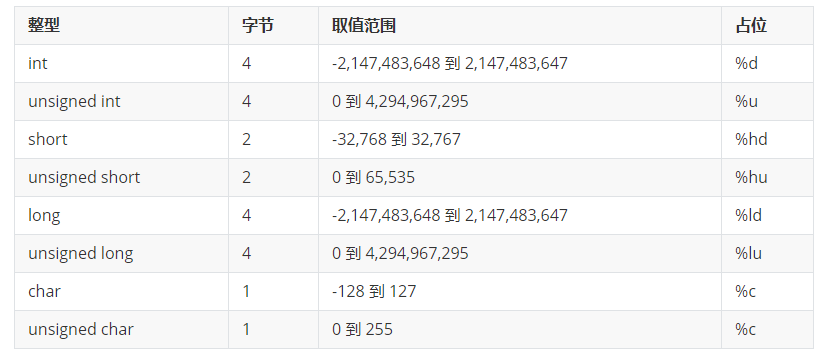 整型 字节 取值范围 占位
int 4 -2,147,483,648 到 2,147,483,647 %d
unsigned int 4 0 到 4,294,967,295 %u
short 2 -32,768 到 32,767 %hd
unsigned short 2 0 到 65,535 %hu
long 4 -2,147,483,648 到 2,147,483,647 %ld
unsigned long 4 0 到 4,294,967,295 %lu
char 1 -128 到 127 %c
unsigned char 1 0 到 255 %c